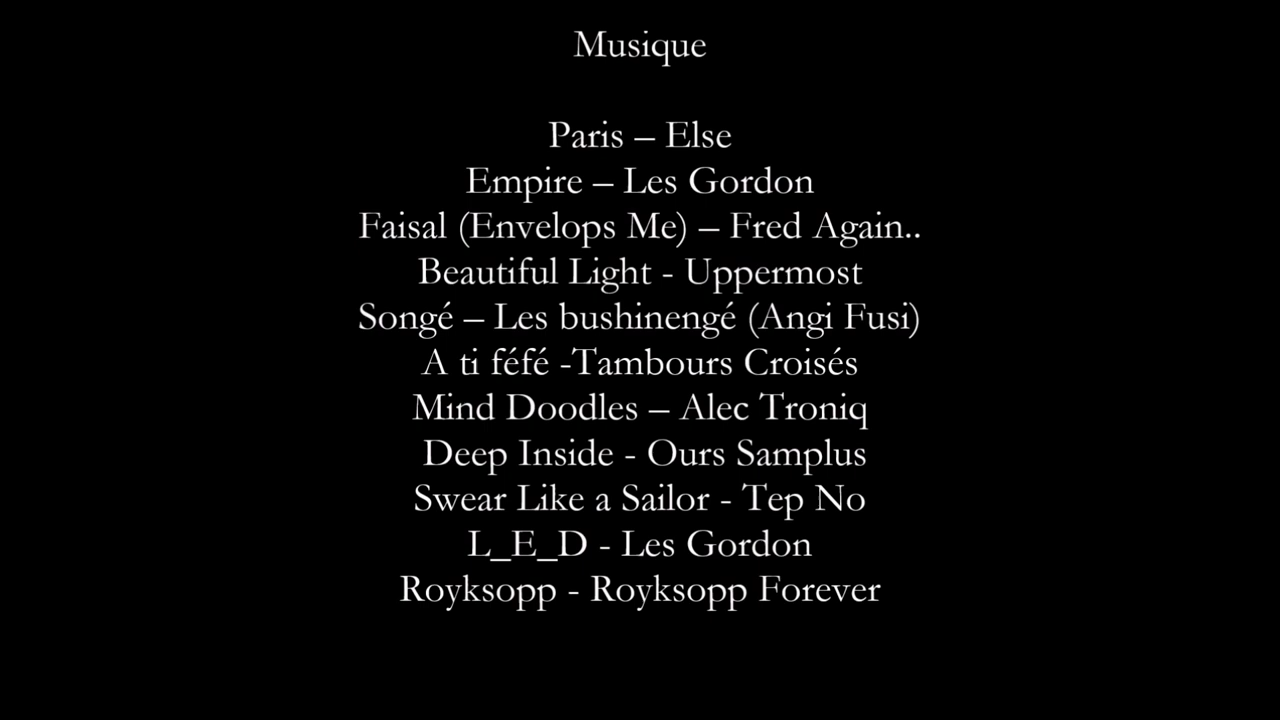 Musique
Paris – Else
Empire – Les Gordon
Faisal (Envelops Me) – Fred Again..
Beautiful Light - Uppermost
Songé – Les bushinengé (Angi Fusi)
A ti féfé -Tambours Croisés
Mind Doodles – Alec Troniq
Deep Inside - Ours Samplus
Swear Like a Sailor - Tep No
L_E_D - Les Gordon
Royksopp - Royksopp Forever